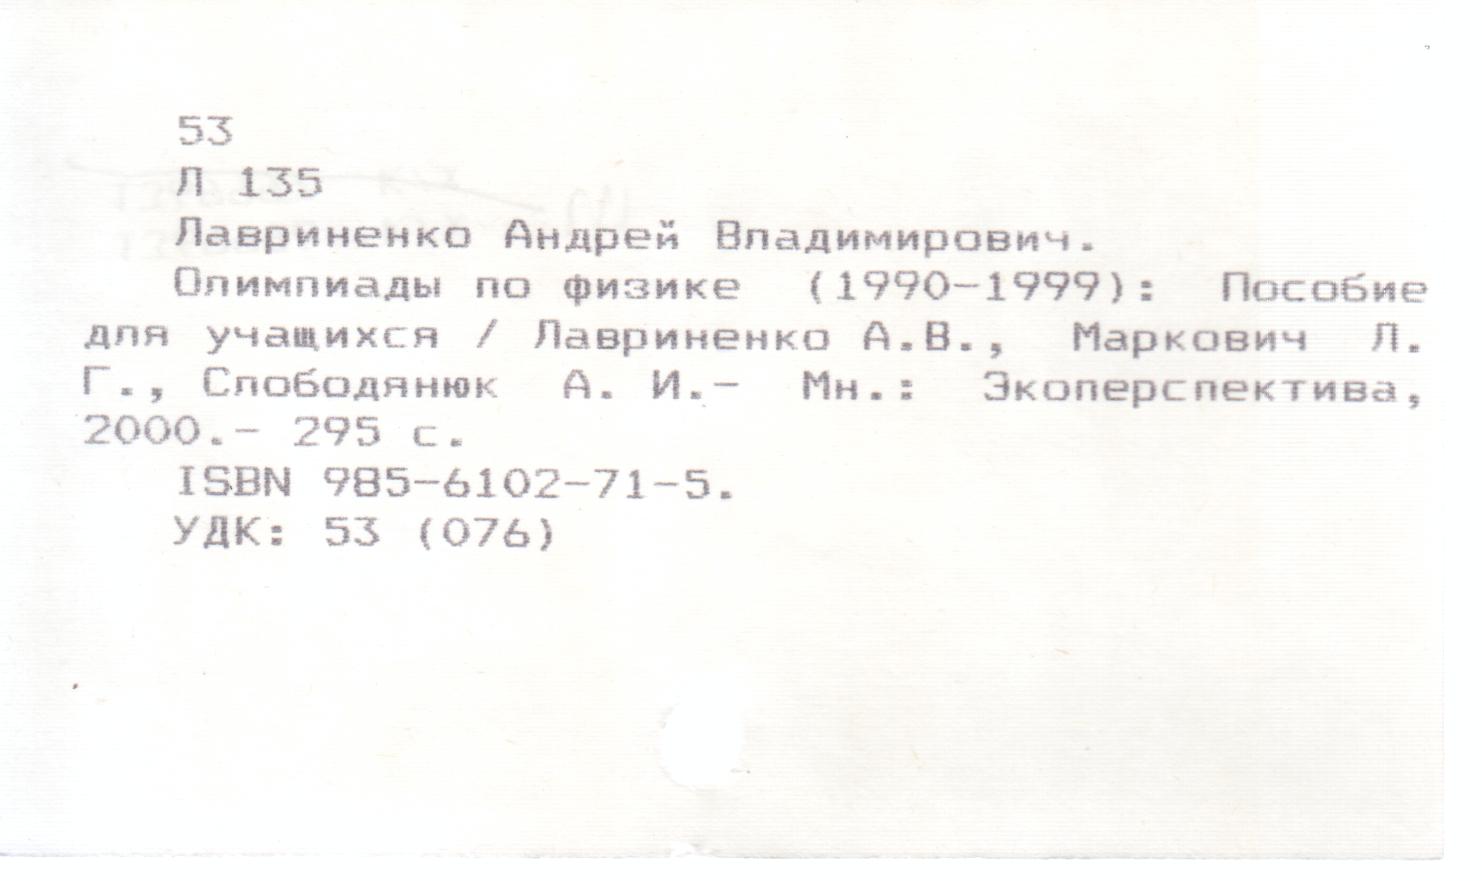 53
Л 135
Лавриненко Андрей Владимирович.
Олимпиады по физике (1990-1999): Пособие
для учащихся / Лавриненко А.В., Маркович Л.
Г., Слободянюк А. И.- Мн.: Экоперспектива,
2000.- 295 с.
ISBN 985-6102-71-5.
УДК: 53 (076)